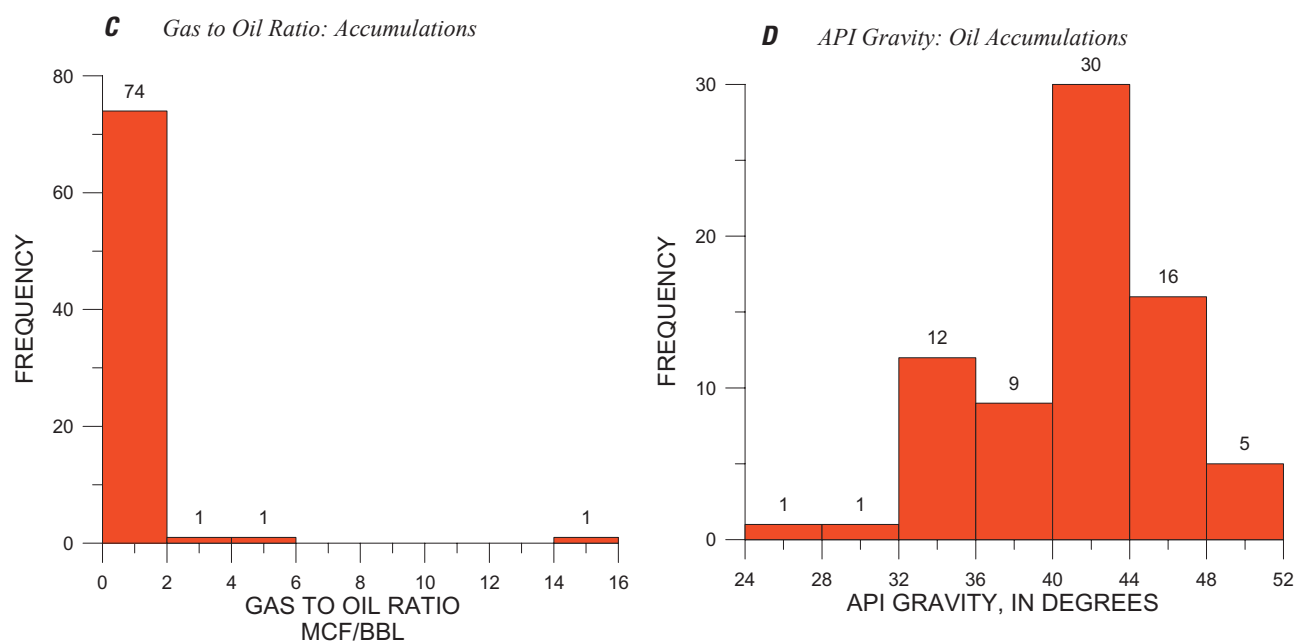 C Gas to Oil Ratio: Accumulations
80
60
40
20
0
FREQUENCY
74
1
1
1
0 2 4 6 8 10 12 14 16
GAS TO OIL RATIO
MCF/BBL
D API Gravity: Oil Accumulations
30
20
10
0
FREQUENCY
1
1
12
9
30
16
5
24 28 32 36 40 44 48 52
API GRAVITY, IN DEGREES